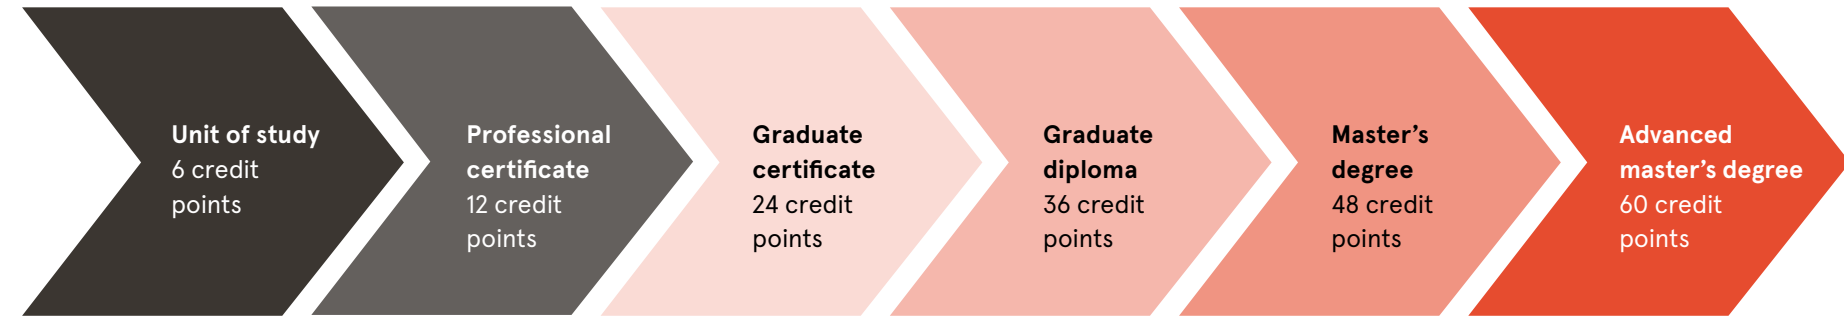 Unit of study
6 credit
points
Professional
certificate
12 credit
points
Graduate
certificate
24 credit
points
Graduate
diploma
36 credit
points
Master’s
degree
48 credit
points
Advanced
master’s degree
60 credit
points